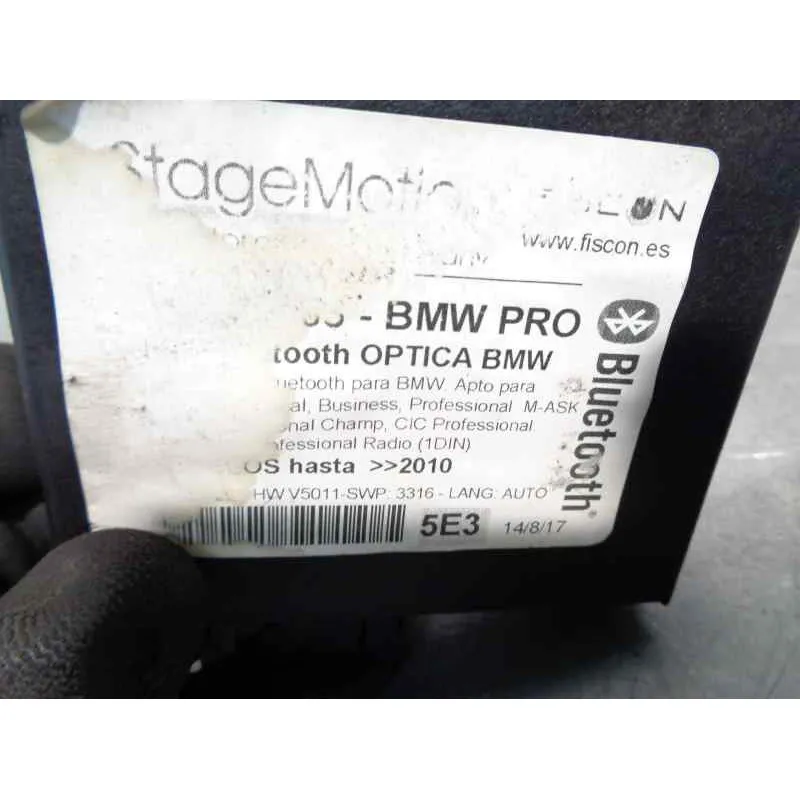 StageMotio
www.fiscon.es
- BMW PRO
tooth OPTICA BMW
uetooth para BMW. Apto para
al, Business, Professional M-ASK
onal Champ, CIC Professional
fessional Radio (1DIN)
OS hasta >>2010
HW V5011-SWP: 3316 - LANG: AUTO
5E3 14/8/17
Bluetooth®